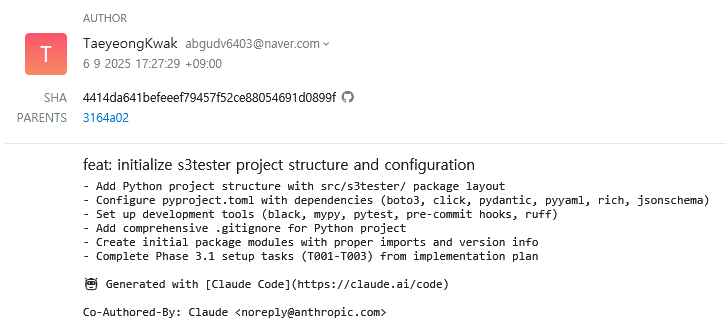 AUTHOR
T
TaeyeongKwak abgudv6403@naver.com
6 9 2025 17:27:29 +09:00
SHA 4414da641befeeef79457f52ce88054691d0899f
PARENTS 3164a02
feat: initialize s3tester project structure and configuration
- Add Python project structure with src/s3tester/ package layout
- Configure pyproject.toml with dependencies (boto3, click, pydantic, pyyaml, rich, jsonschema)
- Set up development tools (black, mypy, pytest, pre-commit hooks, ruff)
- Add comprehensive .gitignore for Python project
- Create initial package modules with proper imports and version info
- Complete Phase 3.1 setup tasks (T001-T003) from implementation plan
🤖 Generated with [Claude Code](https://claude.ai/code)
Co-Authored-By: Claude <noreply@anthropic.com>